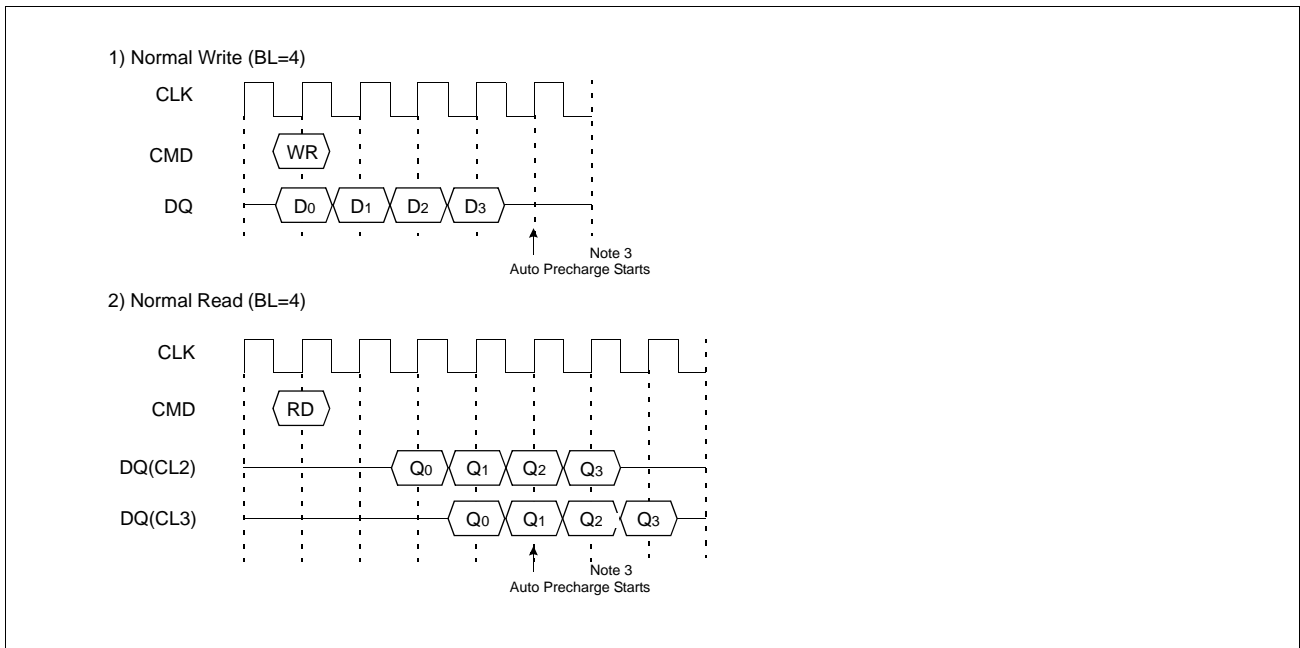 1) Normal Write (BL=4)
CLK
CMD WR
DQ D0 D1 D2 D3
Note 3
Auto Precharge Starts
2) Normal Read (BL=4)
CLK
CMD RD
DQ(CL2) Q0 Q1 Q2 Q3
DQ(CL3) Q0 Q1 Q2 Q3
Note 3
Auto Precharge Starts